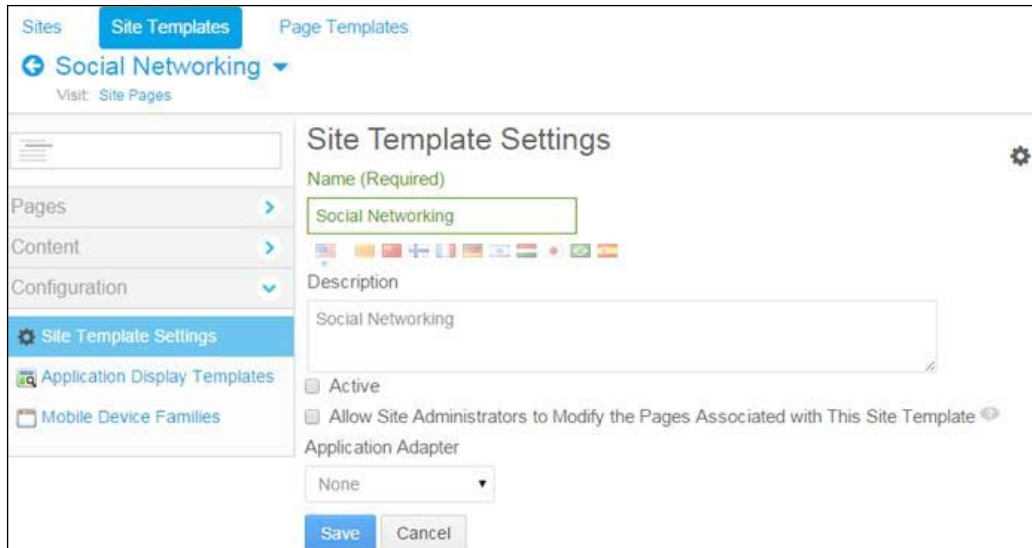 Sites Site Templates Page Templates
Social Networking
Visit: Site Pages
Pages
Content
Configuration
Site Template Settings
Application Display Templates
Mobile Device Families
Site Template Settings
Name (Required)
Social Networking
Description
Social Networking
Active
Allow Site Administrators to Modify the Pages Associated with This Site Template
Application Adapter
None
Save Cancel